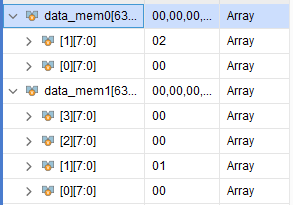 data_mem0[63... 00,00,00,... Array
[1][7:0] 02 Array
[0][7:0] 00 Array
data_mem1[63... 00,00,00,... Array
[3][7:0] 00 Array
[2][7:0] 00 Array
[1][7:0] 01 Array
[0][7:0] 00 Array